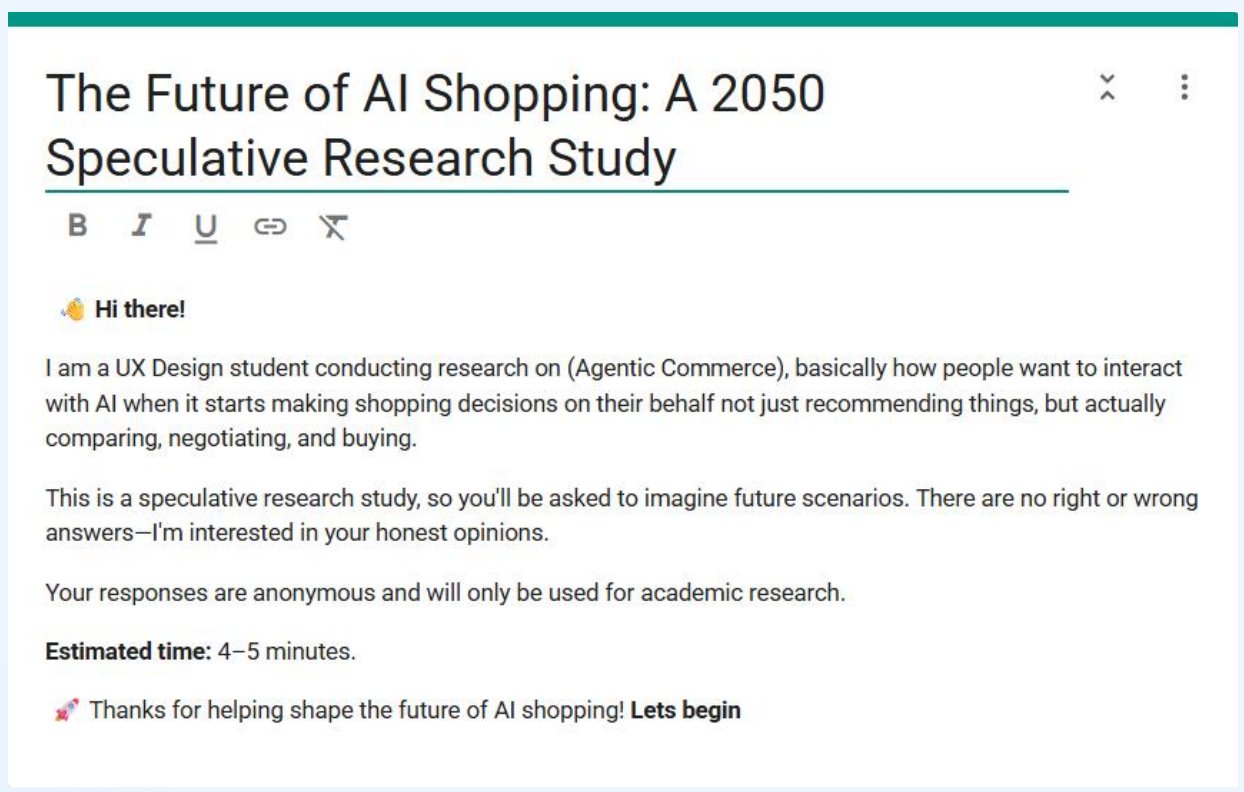 The Future of AI Shopping: A 2050
Speculative Research Study
B I U
👋 Hi there!
I am a UX Design student conducting research on (Agentic Commerce), basically how people want to interact
with AI when it starts making shopping decisions on their behalf not just recommending things, but actually
comparing, negotiating, and buying.
This is a speculative research study, so you'll be asked to imagine future scenarios. There are no right or wrong
answers—I'm interested in your honest opinions.
Your responses are anonymous and will only be used for academic research.
Estimated time: 4–5 minutes.
🚀 Thanks for helping shape the future of AI shopping! Lets begin